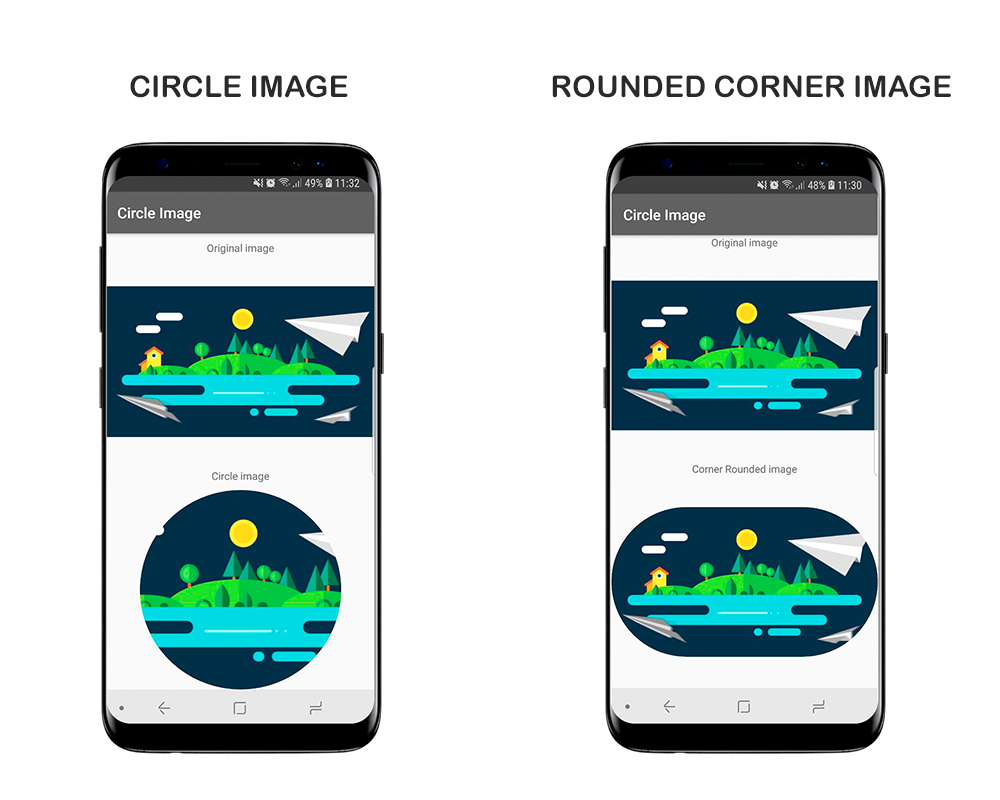 CIRCLE IMAGE
49% 11:32
Circle Image
Original image
Circle image
ROUNDED CORNER IMAGE
48% 11:30
Circle Image
Original image
Corner Rounded image